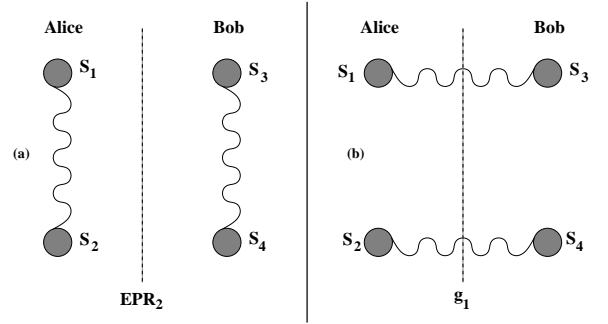 Alice Bob
S1 S3
(a)
S2 S4
EPR2
Alice Bob
S1 S3
(b)
S2 S4
g1